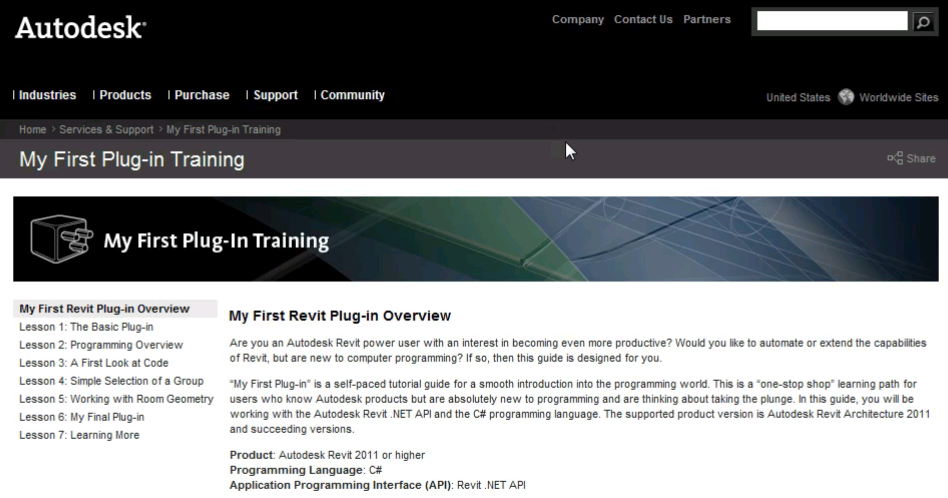 Autodesk®
Company Contact Us Partners
Industries Products Purchase Support Community
United States Worldwide Sites
Home > Services & Support > My First Plug-in Training
My First Plug-in Training
Share
My First Plug-In Training
My First Revit Plug-in Overview
Lesson 1: The Basic Plug-in
Lesson 2: Programming Overview
Lesson 3: A First Look at Code
Lesson 4: Simple Selection of a Group
Lesson 5: Working with Room Geometry
Lesson 6: My Final Plug-in
Lesson 7: Learning More
My First Revit Plug-in Overview
Are you an Autodesk Revit power user with an interest in becoming even more productive? Would you like to automate or extend the capabilities
of Revit, but are new to computer programming? If so, then this guide is designed for you.
“My First Plug-in” is a self-paced tutorial guide for a smooth introduction into the programming world. This is a “one-stop shop” learning path for
users who know Autodesk products but are absolutely new to programming and are thinking about taking the plunge. In this guide, you will be
working with the Autodesk Revit .NET API and the C# programming language. The supported product version is Autodesk Revit Architecture 2011
and succeeding versions.
Product: Autodesk Revit 2011 or higher
Programming Language: C#
Application Programming Interface (API): Revit .NET API